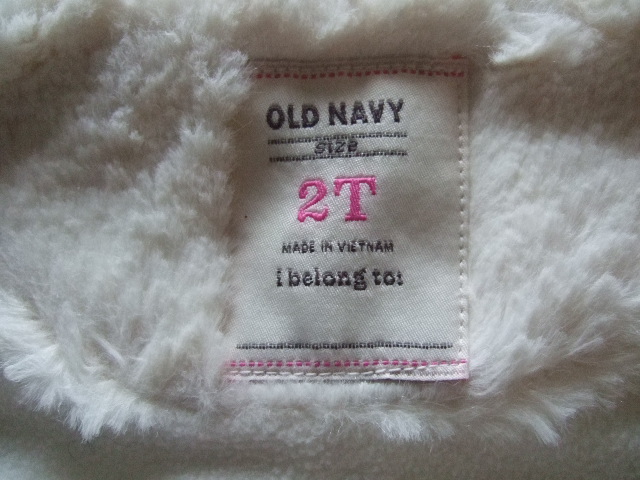 OLD NAVY
size
2T
MADE IN VIETNAM
i belong to: